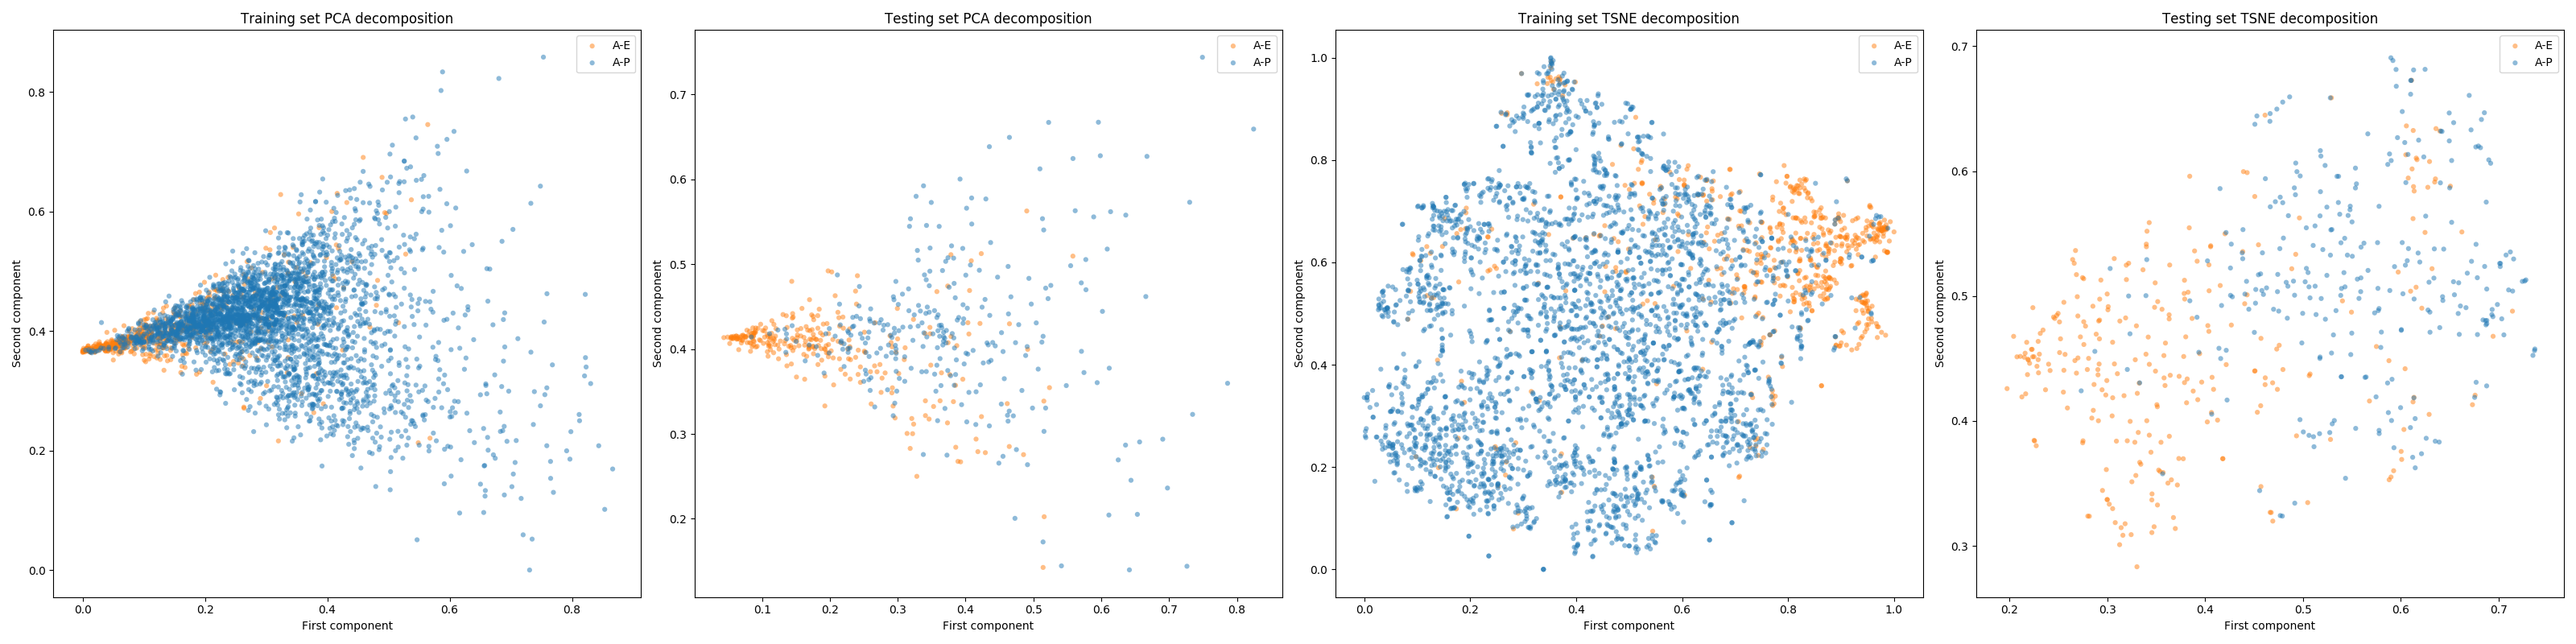 Training set PCA decomposition
A-E
A-P
Second component
0.8
0.6
0.4
0.2
0.0
0.0 0.2 0.4 0.6 0.8
First component
Testing set PCA decomposition
A-E
A-P
Second component
0.7
0.6
0.5
0.4
0.3
0.2
0.1 0.2 0.3 0.4 0.5 0.6 0.7 0.8
First component
Training set TSNE decomposition
A-E
A-P
Second component
1.0
0.8
0.6
0.4
0.2
0.0
0.0 0.2 0.4 0.6 0.8 1.0
First component
Testing set TSNE decomposition
A-E
A-P
Second component
0.7
0.6
0.5
0.4
0.3
0.2 0.3 0.4 0.5 0.6 0.7
First component